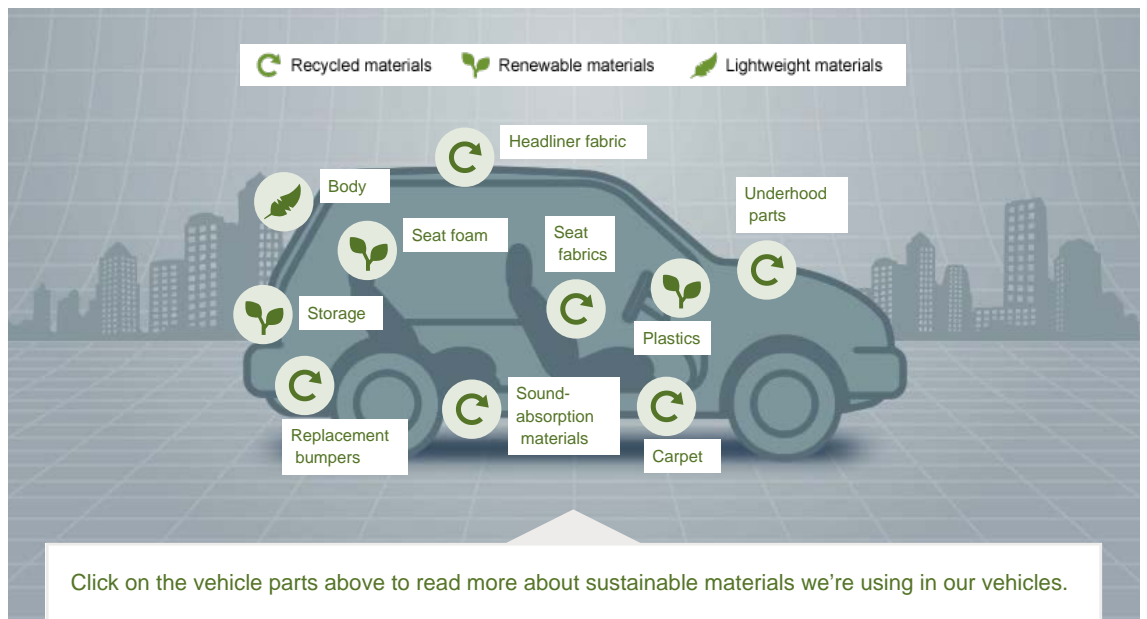 Recycled materials Renewable materials Lightweight materials
Headliner fabric
Body
Underhood
parts
Seat foam
Seat
fabrics
Storage
Plastics
Sound-
absorption
materials
Replacement
bumpers
Carpet
Click on the vehicle parts above to read more about sustainable materials we’re using in our vehicles.